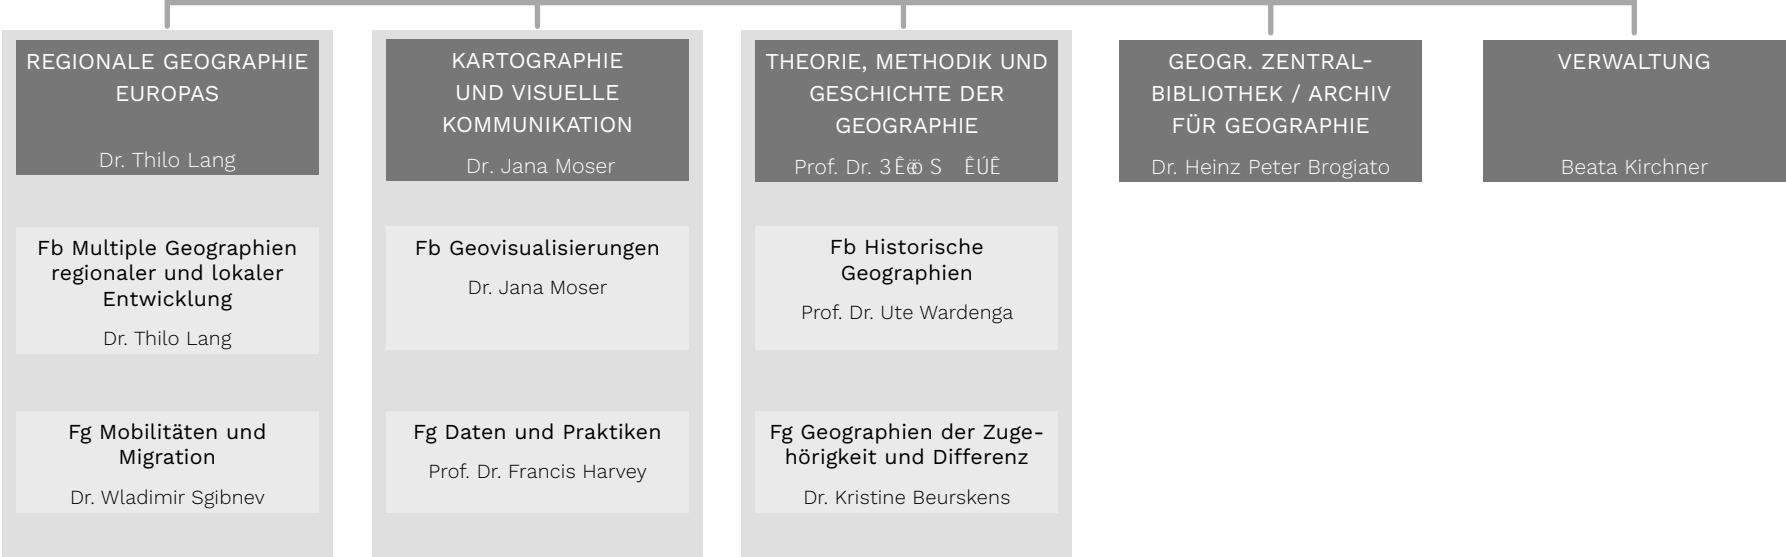 REGIONALE GEOGRAPHIE
EUROPAS
Dr. Thilo Lang
KARTOGRAPHIE
UND VISUELLE
KOMMUNIKATION
Dr. Jana Moser
THEORIE, METHODIK UND
GESCHICHTE DER
GEOGRAPHIE
Prof. Dr.
GEOGR. ZENTRAL-
BIBLIOTHEK / ARCHIV
FÜR GEOGRAPHIE
Dr. Heinz Peter Brogiato
VERWALTUNG
Beata Kirchner
Fb Multiple Geographien
regionaler und lokaler
Entwicklung
Dr. Thilo Lang
Fb Geovisualisierungen
Dr. Jana Moser
Fb Historische
Geographien
Prof. Dr. Ute Wardenga
Fg Mobilitäten und
Migration
Dr. Wladimir Sgibnev
Fg Daten und Praktiken
Prof. Dr. Francis Harvey
Fg Geographien der Zuge-
hörigkeit und Differenz
Dr. Kristine Beurskens